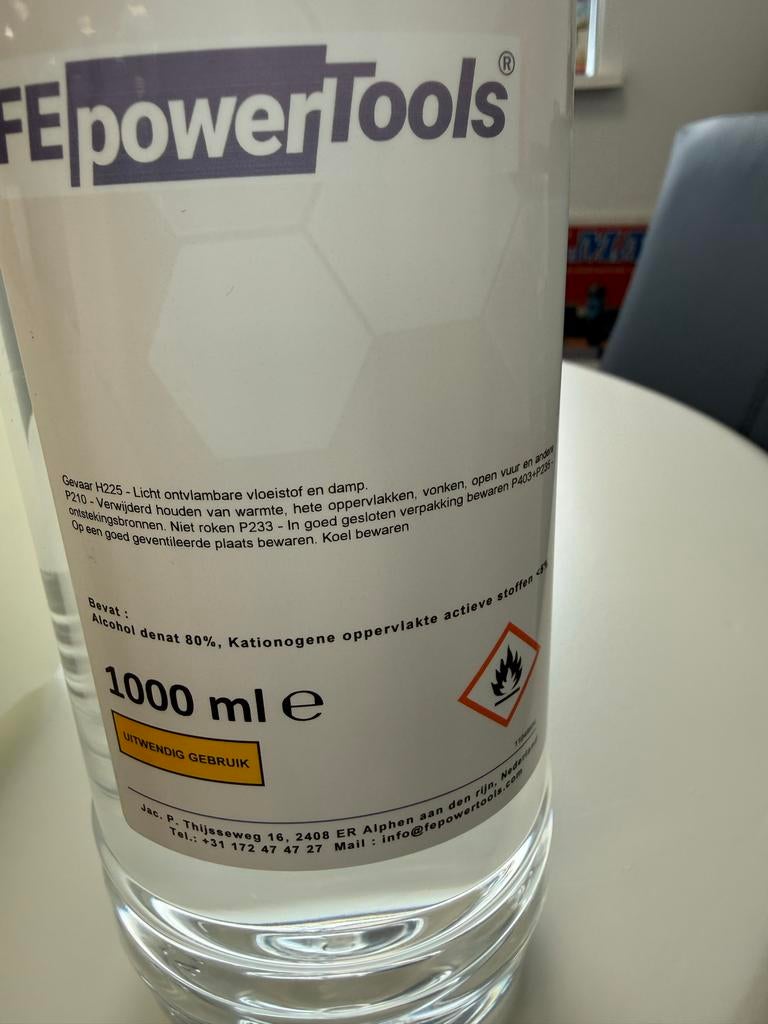 FEpowerTools®
Gevaar H225 - Licht ontvlambare vloeistof en damp.
P210 - Verwijderd houden van warmte, hete oppervlakken, vonken, open vuur en andere
ontstekingsbronnen. Niet roken P233 - In goed gesloten verpakking bewaren P403+P235 -
Op een goed geventileerde plaats bewaren. Koel bewaren
Bevat :
Alcohol denat 80%, Kationogene oppervlakte actieve stoffen <5%
1000 ml ℮
UITWENDIG GEBRUIK
Jac. P. Thijsseweg 16, 2408 ER Alphen aan den rijn, Nederland
Tel.: +31 172 47 47 27 Mail : info@fepowertools.com